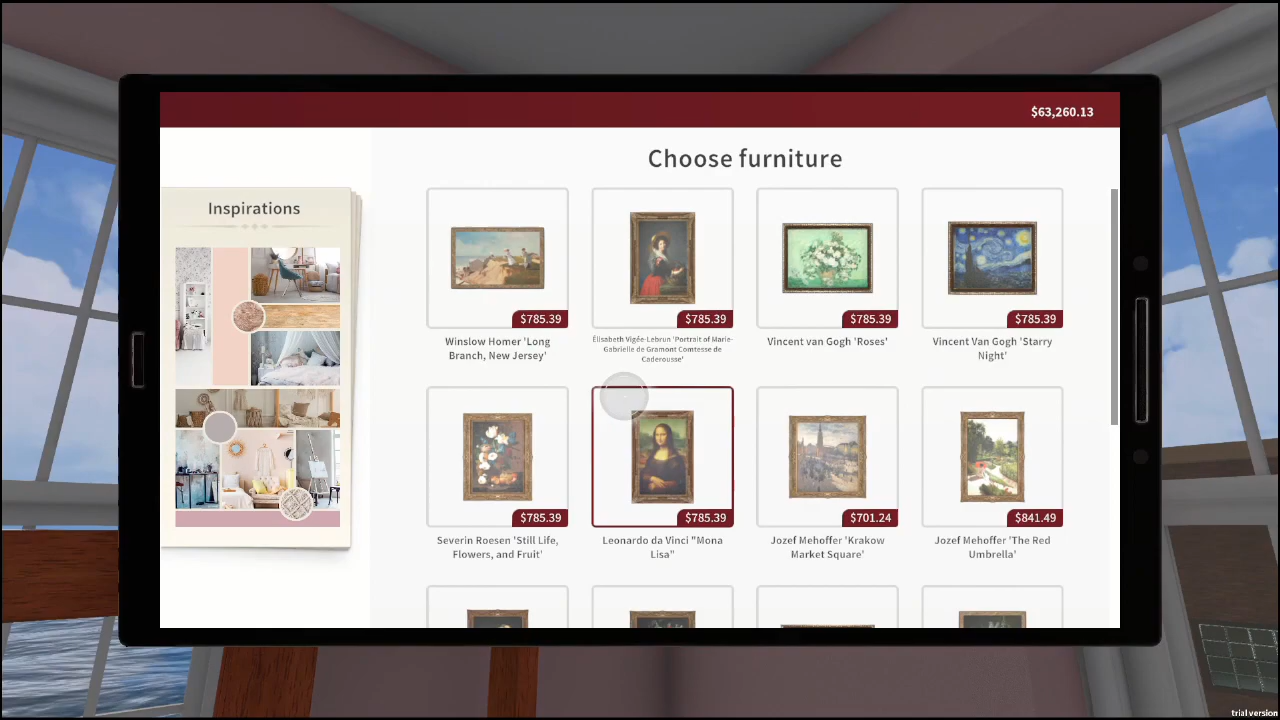 $63,260.13
Choose furniture
Inspirations
$785.39
$785.39
$785.39
$785.39
Winslow Homer 'Long
Branch, New Jersey'
Élisabeth Vigée-Lebrun 'Portrait of Marie-
Gabrielle de Gramont Comtesse de
Caderousse'
Vincent van Gogh 'Roses'
Vincent Van Gogh 'Starry
Night'
$785.39
$785.39
$701.24
$841.49
Severin Roesen 'Still Life,
Flowers, and Fruit'
Leonardo da Vinci "Mona
Lisa"
Jozef Mehoffer 'Krakow
Market Square'
Jozef Mehoffer 'The Red
Umbrella'
trial version